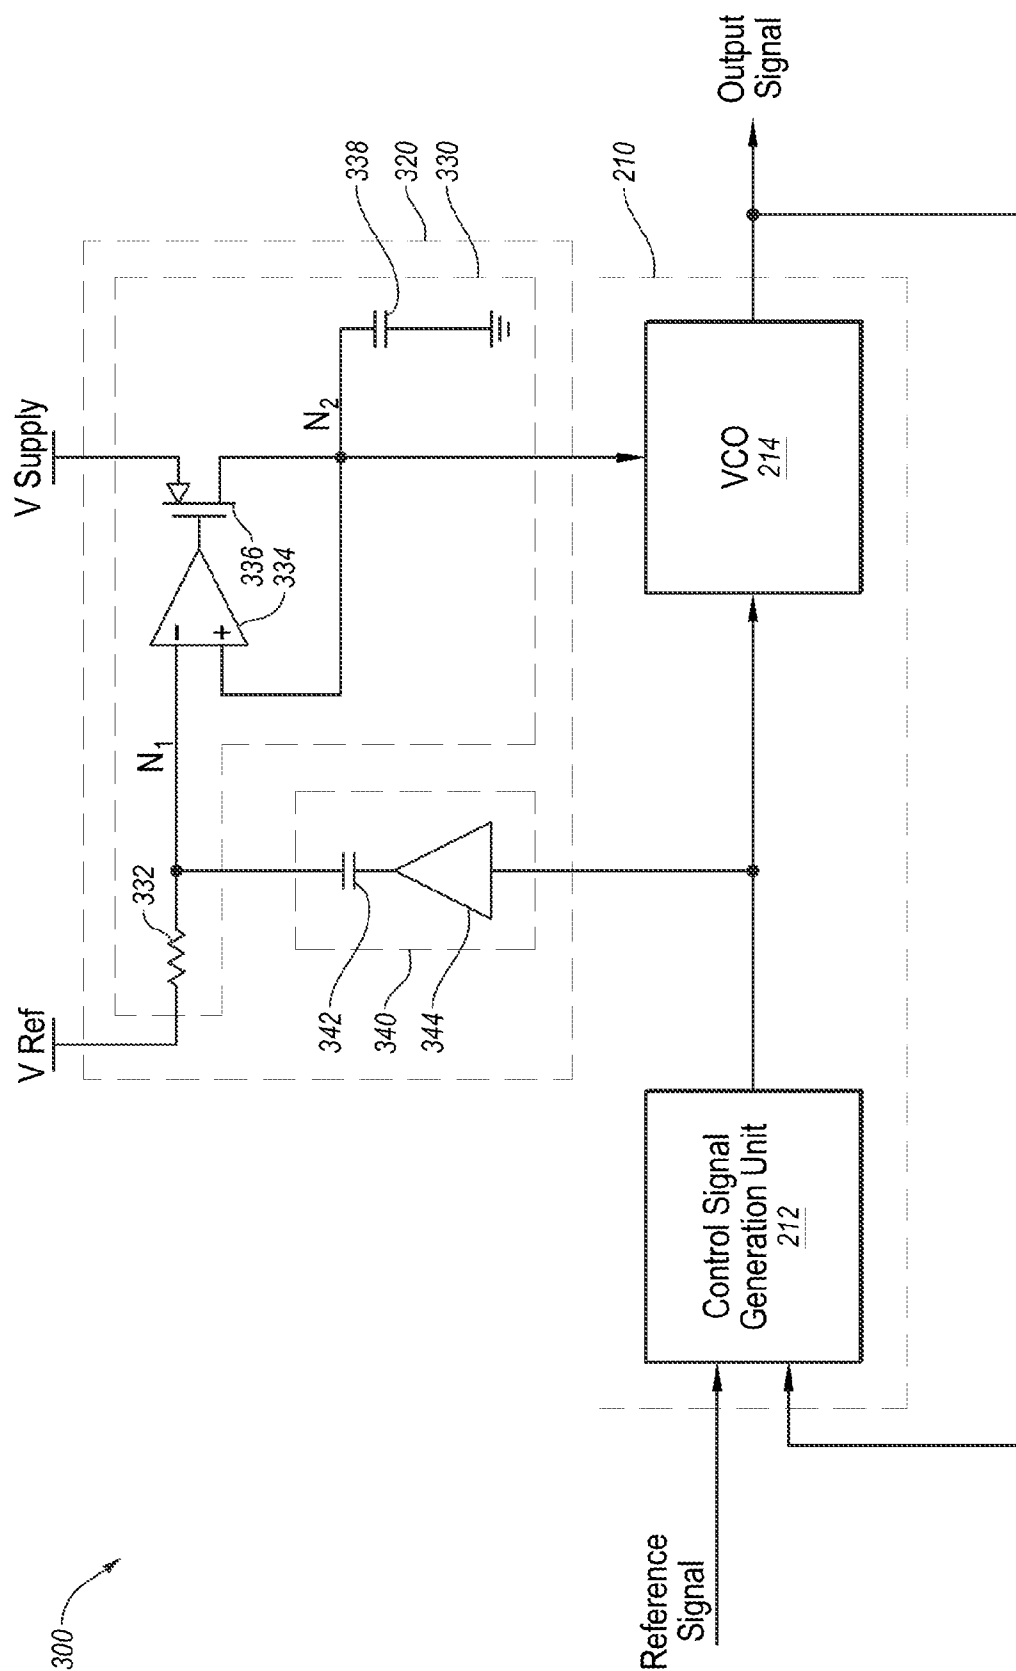 300
V Ref
V Supply
332
N1
336
334
N2
338
320
330
342
340
344
210
Reference
Signal
Control Signal
Generation Unit
212
VCO
214
Output
Signal